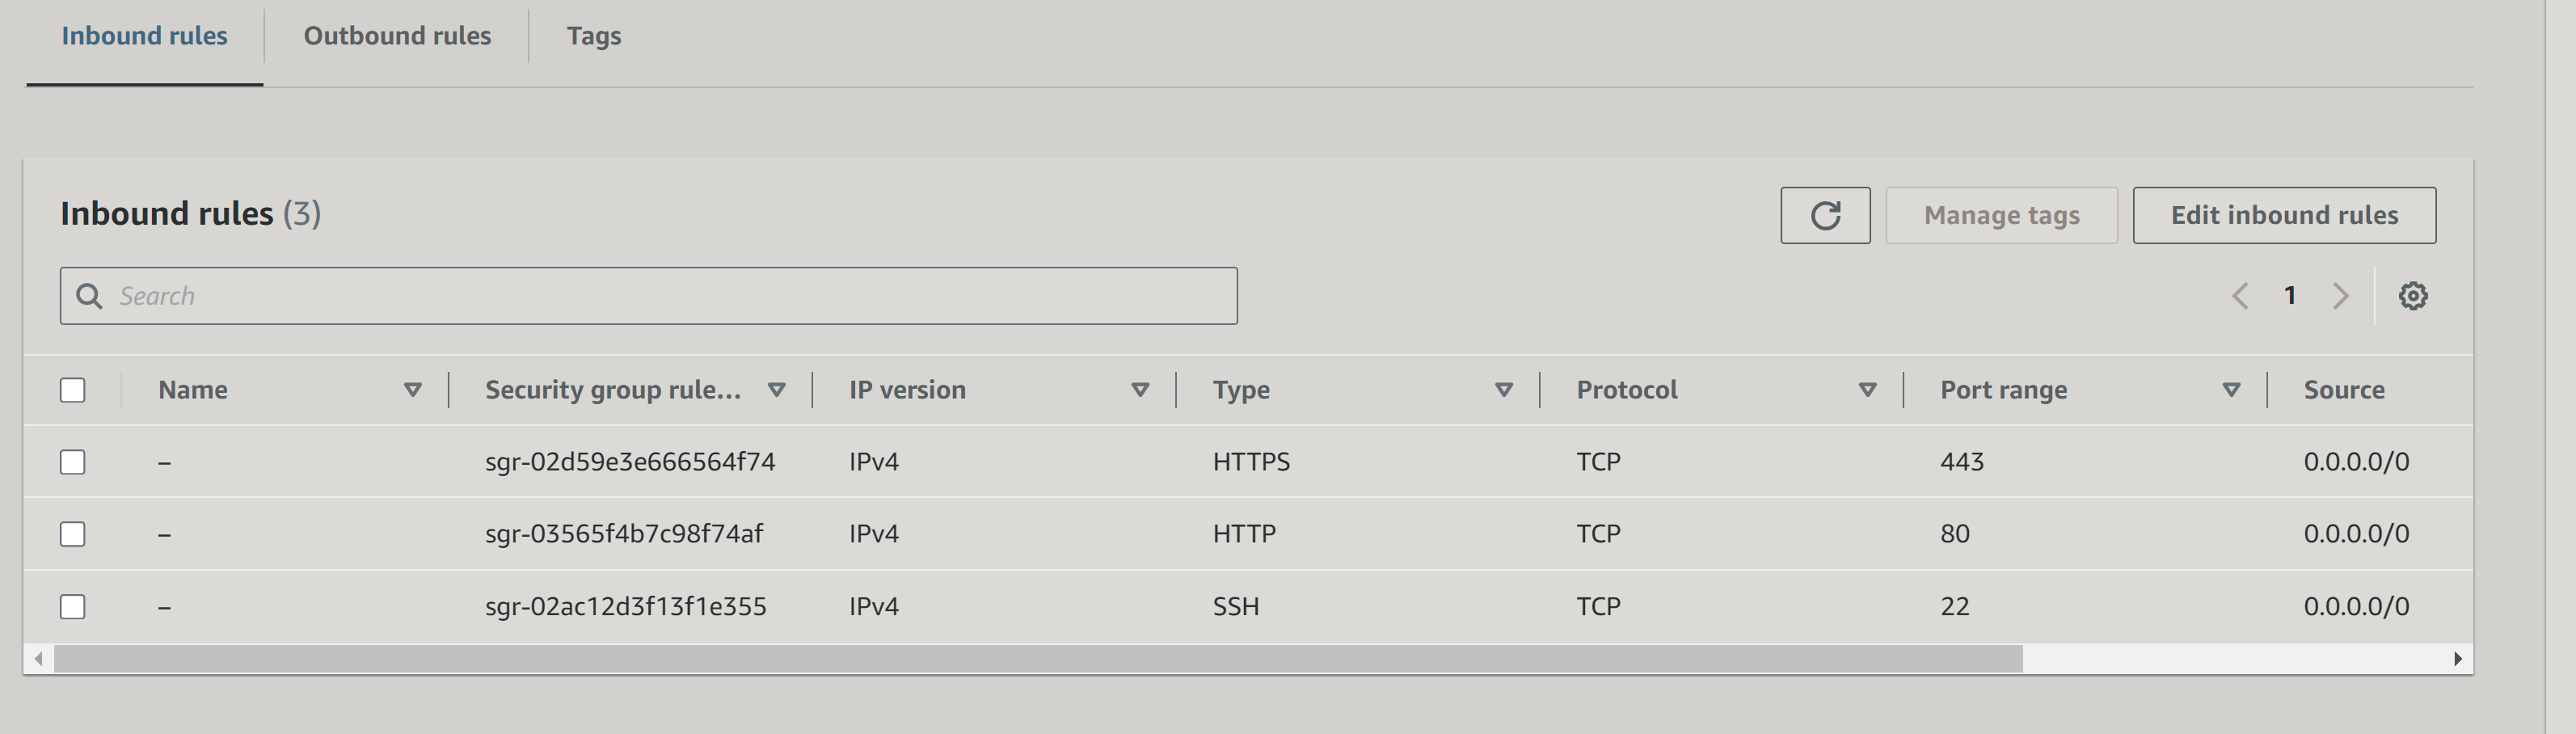 Inbound rules Outbound rules Tags
Inbound rules (3) Manage tags Edit inbound rules
Search 1
Name Security group rule... IP version Type Protocol Port range Source
– sgr-02d59e3e666564f74 IPv4 HTTPS TCP 443 0.0.0.0/0
– sgr-03565f4b7c98f74af IPv4 HTTP TCP 80 0.0.0.0/0
– sgr-02ac12d3f13f1e355 IPv4 SSH TCP 22 0.0.0.0/0